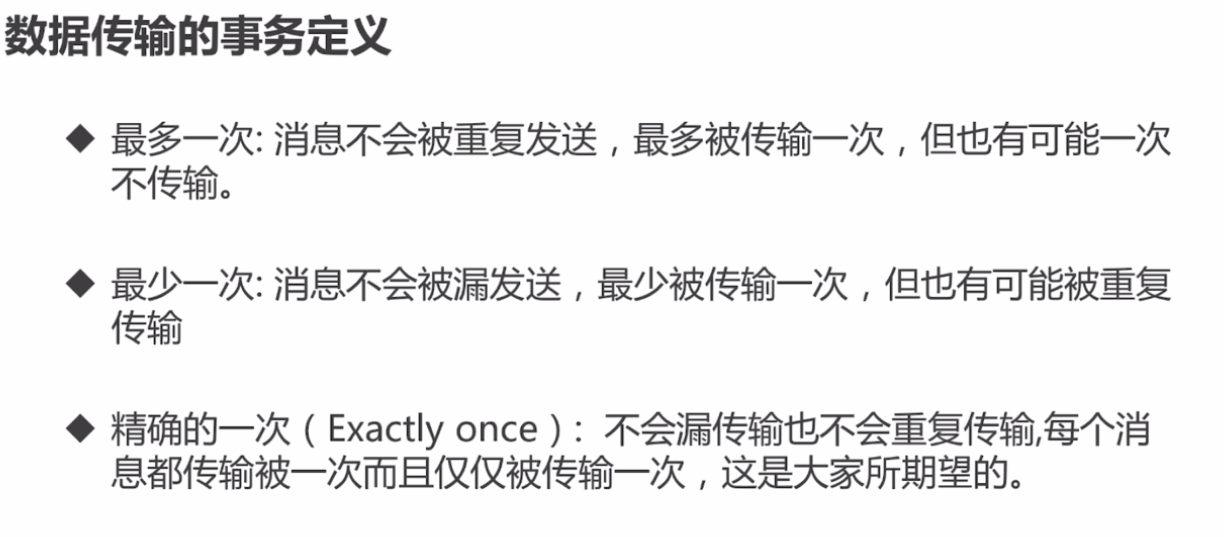 数据传输的事务定义
◆ 最多一次: 消息不会被重复发送，最多被传输一次，但也有可能一次
不传输。
◆ 最少一次: 消息不会被漏发送，最少被传输一次，但也有可能被重复
传输
◆ 精确的一次（Exactly once）: 不会漏传输也不会重复传输,每个消
息都传输被一次而且仅仅被传输一次，这是大家所期望的。